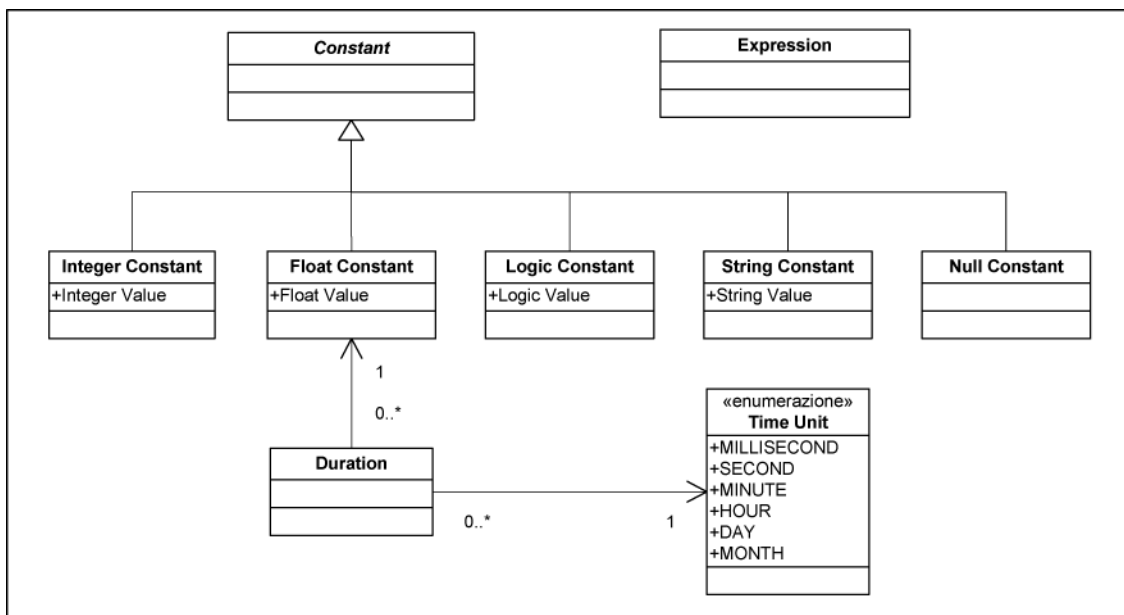 Constant
Expression
Integer Constant
+Integer Value
Float Constant
+Float Value
Logic Constant
+Logic Value
String Constant
+String Value
Null Constant
1
0..*
Duration
0..*
1
«enumerazione»
Time Unit
+MILLISECOND
+SECOND
+MINUTE
+HOUR
+DAY
+MONTH